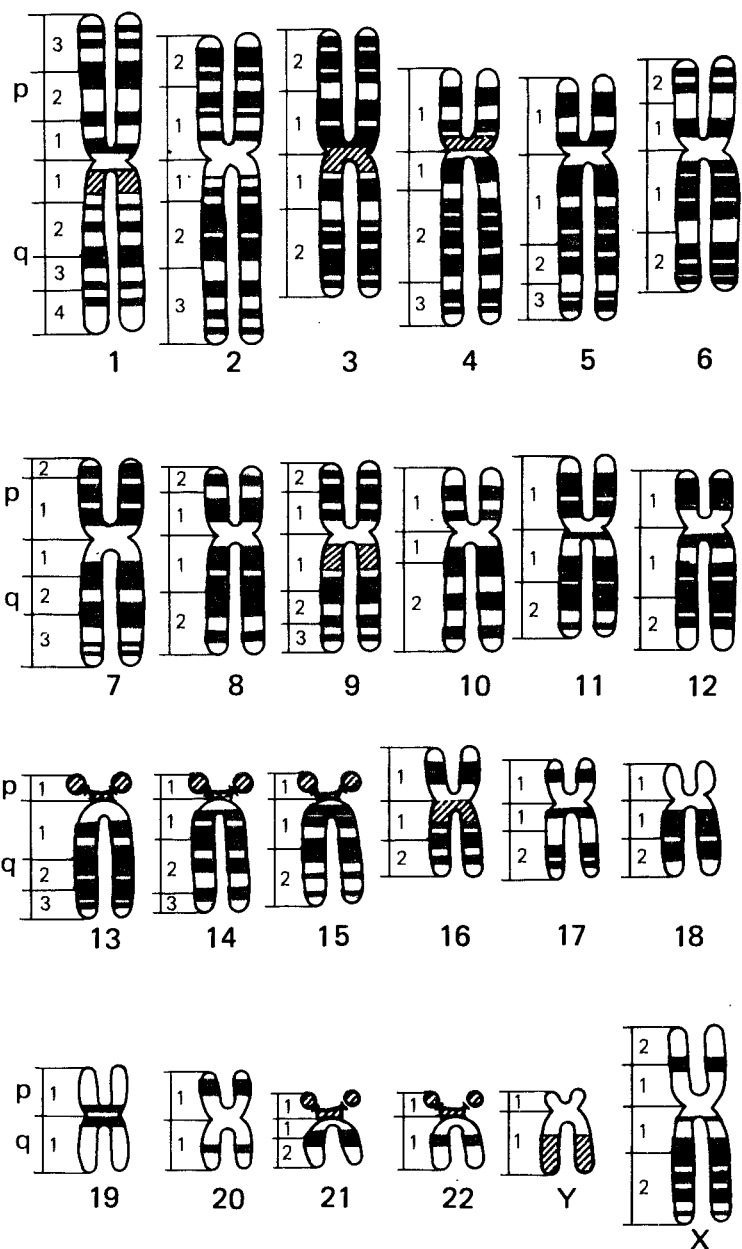 3 2 2 2
p 2 1 1 1 1 1
1
1 1 1 1 1 1
q 2 2 2 2 2 2
3 3 3 3
4
1 2 3 4 5 6
2 2 2
p 1 1 1 1 1 1
1 1 1 1 1 1
q 2 2 2 2 2 2
3 3
7 8 9 10 11 12
p 1 1 1 1 1 1
1 1 1 1 1 1
q 2 2 2 2 2 2
3 3
13 14 15 16 17 18
2
p 1 1 1 1 1 1
q 1 1 1 1 1 1
2 2
19 20 21 22 Y X